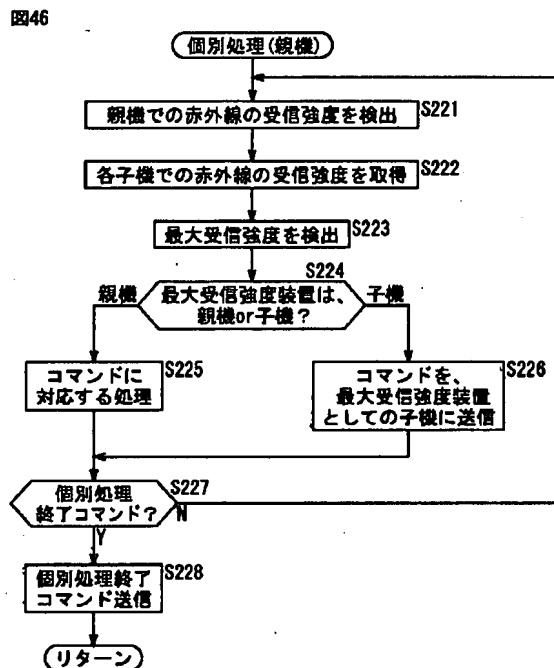 図46
個別処理(親機)
親機での赤外線の受信強度を検出
S221
各子機での赤外線の受信強度を取得
S222
最大受信強度を検出
S223
S224
最大受信強度装置は、
親機or子機?
親機
子機
コマンドに
対応する処理
S225
コマンドを、
最大受信強度装置
としての子機に送信
S226
個別処理
終了コマンド?
S227
N
Y
個別処理終了
コマンド送信
S228
リターン